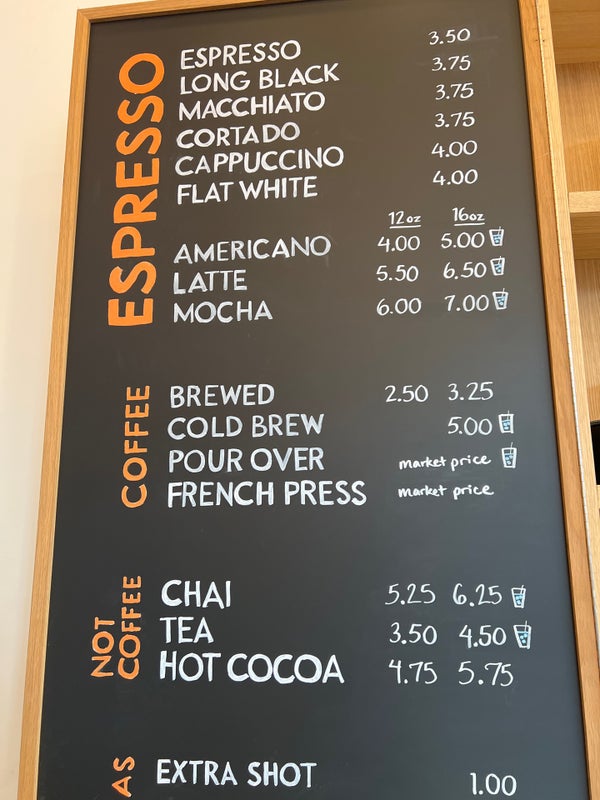 ESPRESSO
ESPRESSO 3.50
LONG BLACK 3.75
MACCHIATO 3.75
CORTADO 3.75
CAPPUCCINO 4.00
FLAT WHITE 4.00
12oz 16oz
AMERICANO 4.00 5.00
LATTE 5.50 6.50
MOCHA 6.00 7.00
COFFEE
BREWED 2.50 3.25
COLD BREW 5.00
POUR OVER market price
FRENCH PRESS market price
NOT
COFFEE
CHAI 5.25 6.25
TEA 3.50 4.50
HOT COCOA 4.75 5.75
AS
EXTRA SHOT 1.00